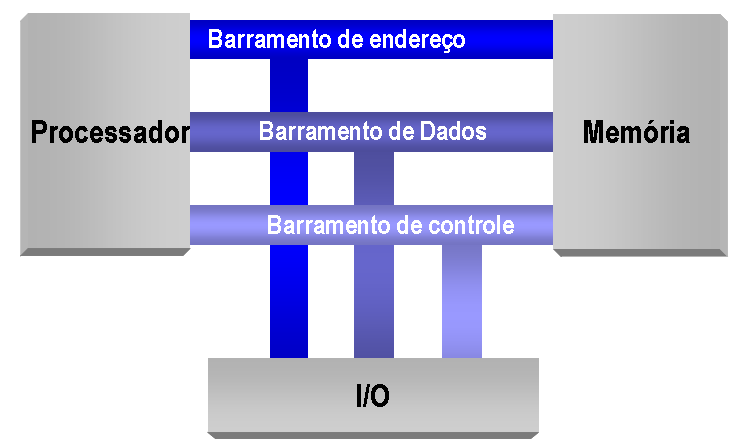 Barramento de endereço
Processador
Barramento de Dados
Memória
Barramento de controle
I/O